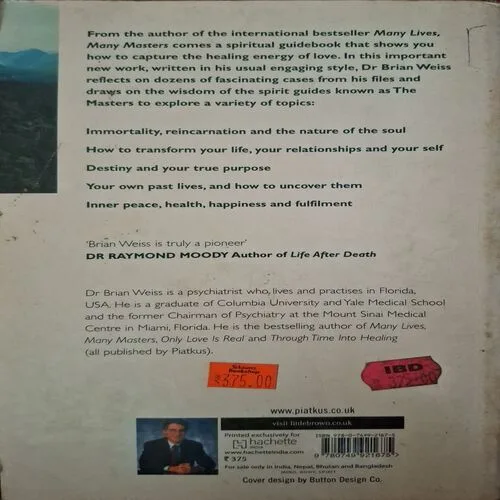 From the author of the international bestseller Many Lives,
Many Masters comes a spiritual guidebook that shows you
how to capture the healing energy of love. In this important
new work, written in his usual engaging style, Dr Brian Weiss
reflects on dozens of fascinating cases from his files and
draws on the wisdom of the spirit guides known as The
Masters to explore a variety of topics:
Immortality, reincarnation and the nature of the soul
How to transform your life, your relationships and your self
Destiny and your true purpose
Your own past lives, and how to uncover them
Inner peace, health, happiness and fulfilment
'Brian Weiss is truly a pioneer'
DR RAYMOND MOODY Author of Life After Death
Dr Brian Weiss is a psychiatrist who lives and practises in Florida,
USA. He is a graduate of Columbia University and Yale Medical School
and the former Chairman of Psychiatry at the Mount Sinai Medical
Centre in Miami, Florida. He is the bestselling author of Many Lives,
Many Masters, Only Love Is Real and Through Time Into Healing
(all published by Piatkus).
375.00
IBD
www.piatkus.co.uk
visit littlebrown.co.uk
Printed exclusively for hachette
INDIA
www.hachetteindia.com
₹ 375
For sale only in India, Nepal, Bhutan and Bangladesh
ISBN 978-0-7499-2167-5
9 780749 921675
Cover design by Button Design Co.